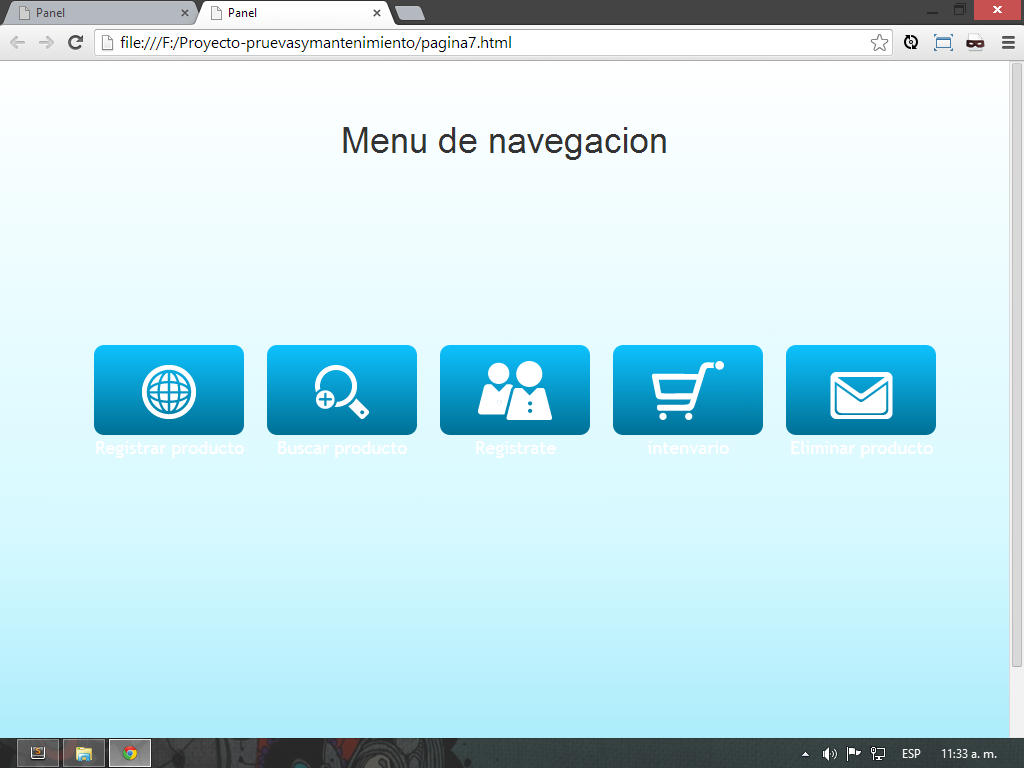 Panel
Panel
file:///F:/Proyecto-pruevasymantenimiento/pagina7.html
Menu de navegacion
Registrar producto
Buscar producto
Registrate
intenvario
Eliminar producto
ESP
11:33 a. m.